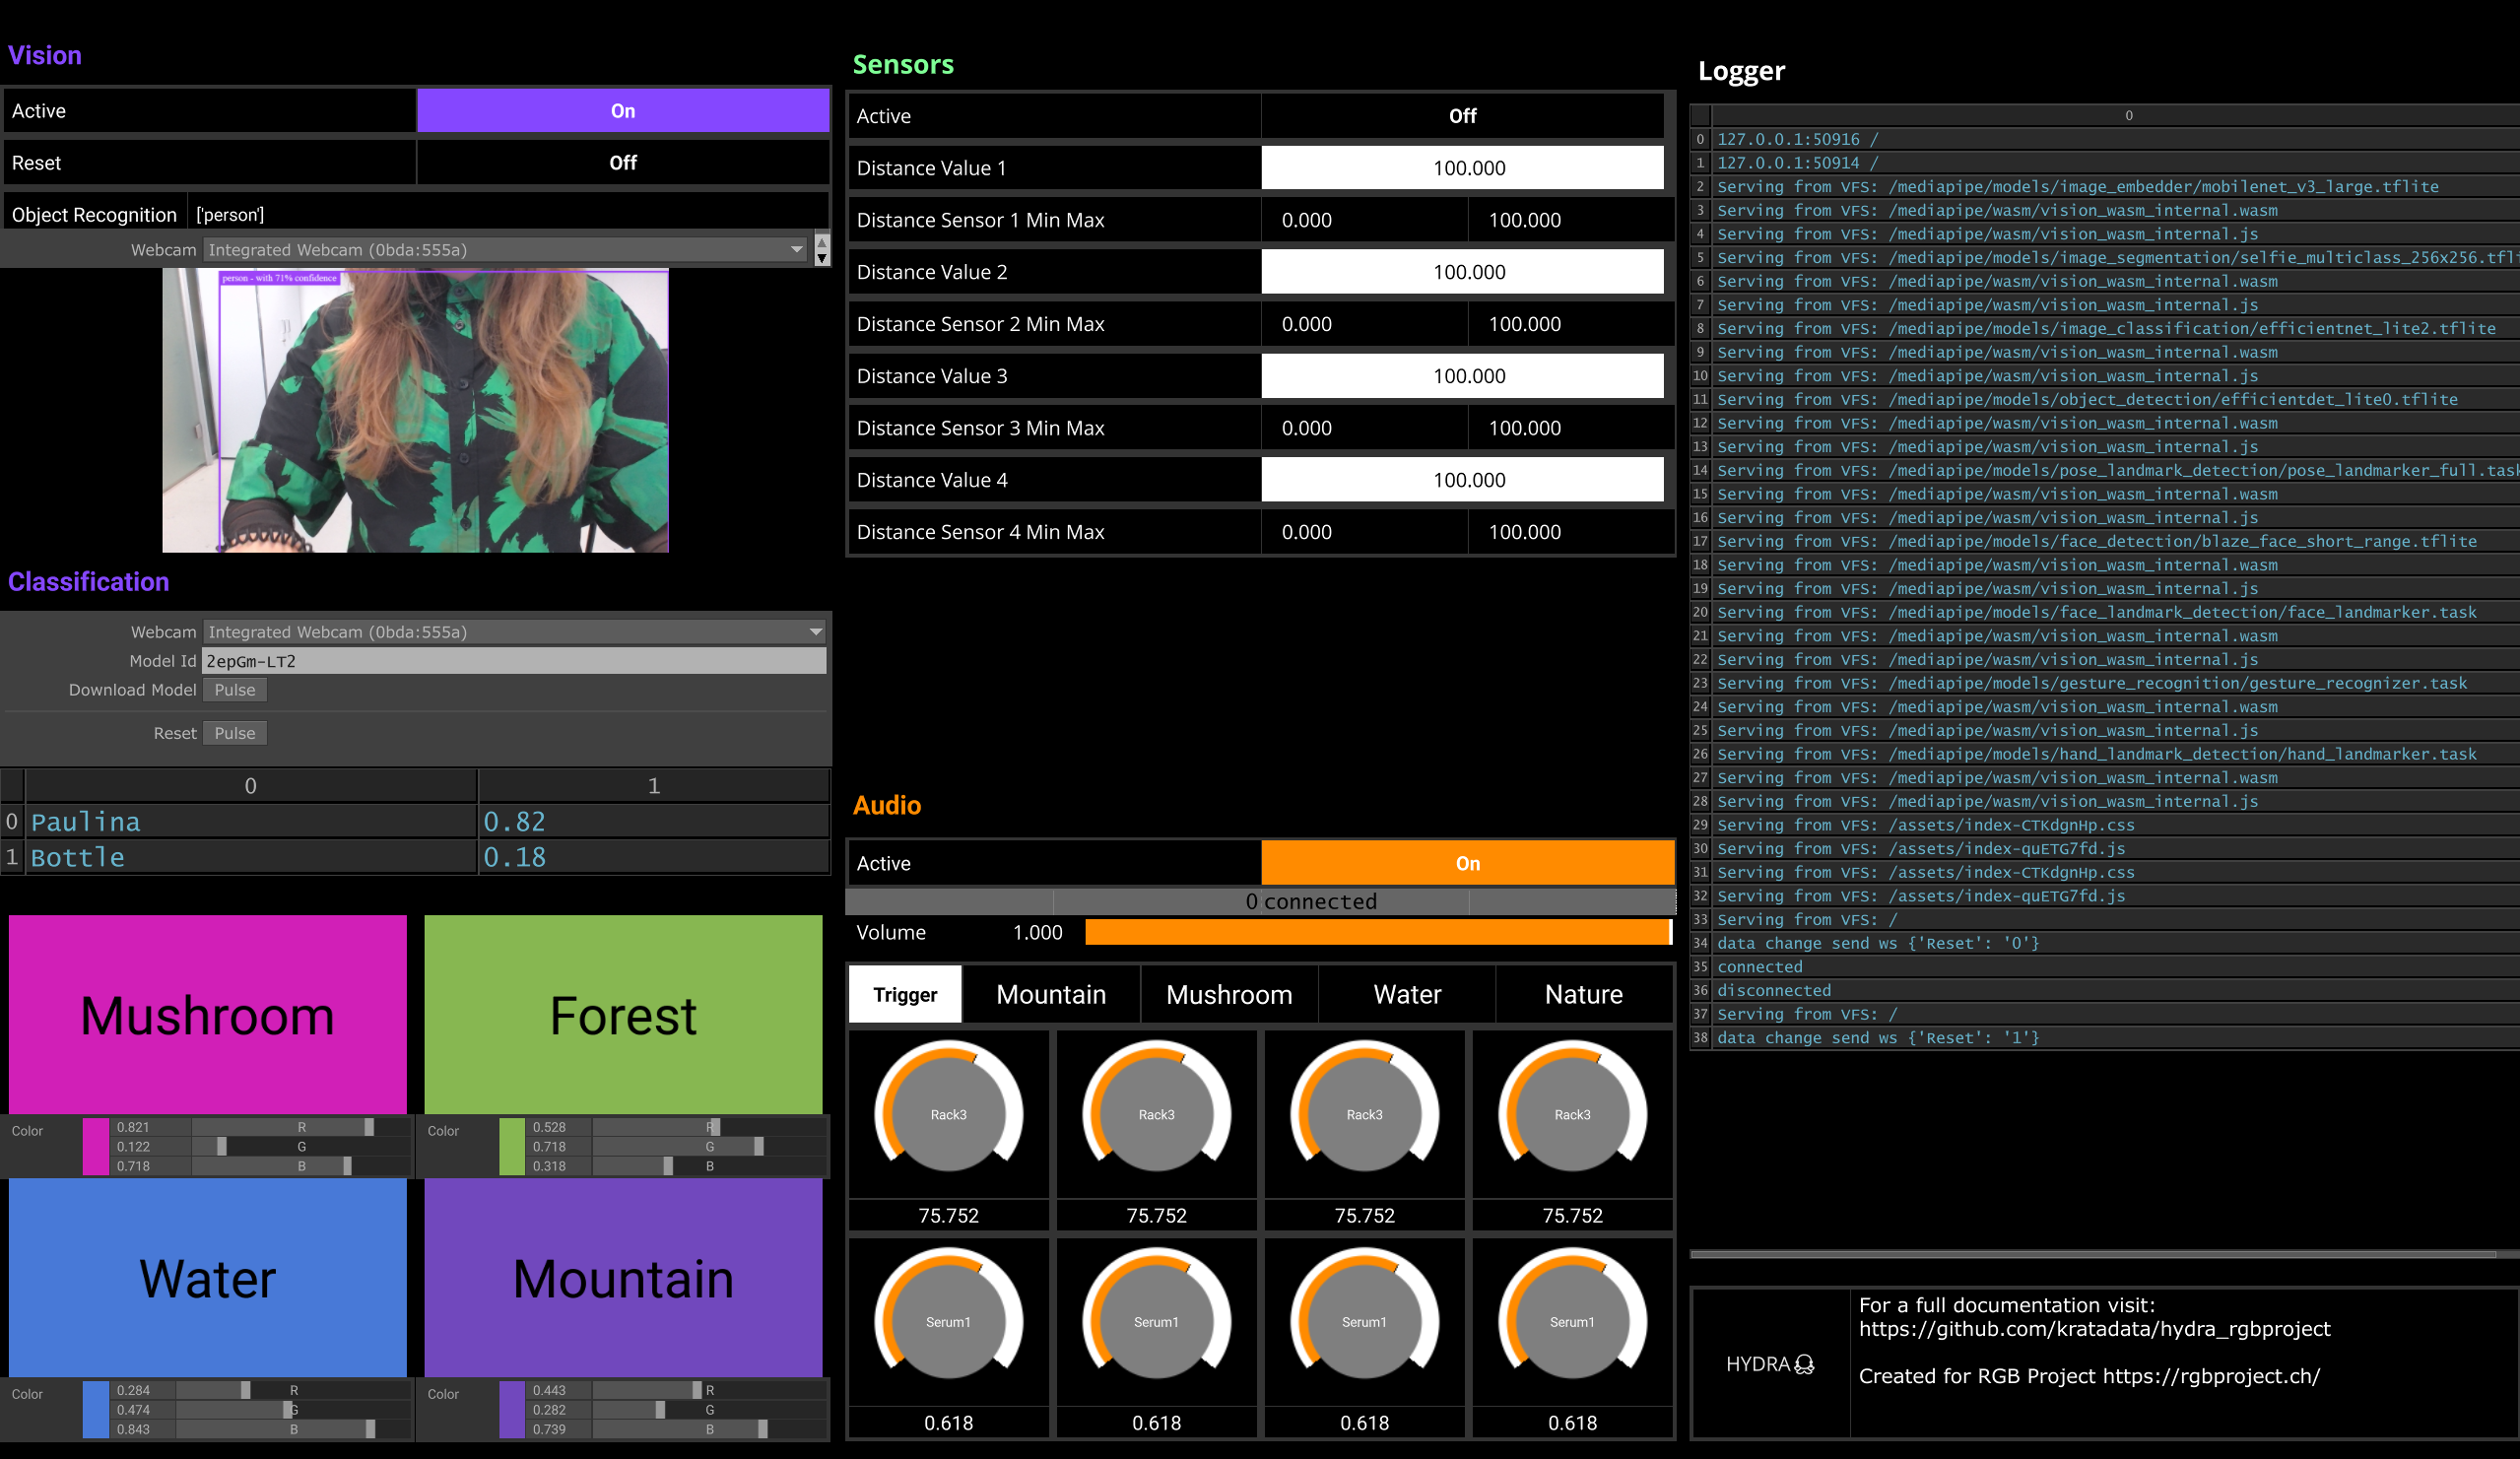 Vision
Active On
Reset Off
Object Recognition ['person']
Webcam Integrated Webcam (0bda:555a)
person - with 71% confidence
Classification
Webcam Integrated Webcam (0bda:555a)
Model Id 2epGm-LT2
Download Model Pulse
Reset Pulse
0 1
0 Paulina 0.82
1 Bottle 0.18
Mushroom Forest
Color 0.821 R
0.122 G
0.718 B
Color 0.528 R
0.718 G
0.318 B
Water Mountain
Color 0.284 R
0.474 G
0.843 B
Color 0.443 R
0.282 G
0.739 B
Sensors
Active Off
Distance Value 1 100.000
Distance Sensor 1 Min Max 0.000 100.000
Distance Value 2 100.000
Distance Sensor 2 Min Max 0.000 100.000
Distance Value 3 100.000
Distance Sensor 3 Min Max 0.000 100.000
Distance Value 4 100.000
Distance Sensor 4 Min Max 0.000 100.000
Audio
Active On
0 connected
Volume 1.000
Trigger Mountain Mushroom Water Nature
Rack3 Rack3 Rack3 Rack3
75.752 75.752 75.752 75.752
Serum1 Serum1 Serum1 Serum1
0.618 0.618 0.618 0.618
Logger
0
0 127.0.0.1:50916 /
1 127.0.0.1:50914 /
2 Serving from VFS: /mediapipe/models/image_embedder/mobilenet_v3_large.tflite
3 Serving from VFS: /mediapipe/wasm/vision_wasm_internal.wasm
4 Serving from VFS: /mediapipe/wasm/vision_wasm_internal.js
5 Serving from VFS: /mediapipe/models/image_segmentation/selfie_multiclass_256x256.tfli
6 Serving from VFS: /mediapipe/wasm/vision_wasm_internal.wasm
7 Serving from VFS: /mediapipe/wasm/vision_wasm_internal.js
8 Serving from VFS: /mediapipe/models/image_classification/efficientnet_lite2.tflite
9 Serving from VFS: /mediapipe/wasm/vision_wasm_internal.wasm
10 Serving from VFS: /mediapipe/wasm/vision_wasm_internal.js
11 Serving from VFS: /mediapipe/models/object_detection/efficientdet_lite0.tflite
12 Serving from VFS: /mediapipe/wasm/vision_wasm_internal.wasm
13 Serving from VFS: /mediapipe/wasm/vision_wasm_internal.js
14 Serving from VFS: /mediapipe/models/pose_landmark_detection/pose_landmarker_full.task
15 Serving from VFS: /mediapipe/wasm/vision_wasm_internal.wasm
16 Serving from VFS: /mediapipe/wasm/vision_wasm_internal.js
17 Serving from VFS: /mediapipe/models/face_detection/blaze_face_short_range.tflite
18 Serving from VFS: /mediapipe/wasm/vision_wasm_internal.wasm
19 Serving from VFS: /mediapipe/wasm/vision_wasm_internal.js
20 Serving from VFS: /mediapipe/models/face_landmark_detection/face_landmarker.task
21 Serving from VFS: /mediapipe/wasm/vision_wasm_internal.wasm
22 Serving from VFS: /mediapipe/wasm/vision_wasm_internal.js
23 Serving from VFS: /mediapipe/models/gesture_recognition/gesture_recognizer.task
24 Serving from VFS: /mediapipe/wasm/vision_wasm_internal.wasm
25 Serving from VFS: /mediapipe/wasm/vision_wasm_internal.js
26 Serving from VFS: /mediapipe/models/hand_landmark_detection/hand_landmarker.task
27 Serving from VFS: /mediapipe/wasm/vision_wasm_internal.wasm
28 Serving from VFS: /mediapipe/wasm/vision_wasm_internal.js
29 Serving from VFS: /assets/index-CTKdgnHp.css
30 Serving from VFS: /assets/index-quETG7fd.js
31 Serving from VFS: /assets/index-CTKdgnHp.css
32 Serving from VFS: /assets/index-quETG7fd.js
33 Serving from VFS: /
34 data change send ws {'Reset': '0'}
35 connected
36 disconnected
37 Serving from VFS: /
38 data change send ws {'Reset': '1'}
HYDRA
For a full documentation visit:
https://github.com/kratadata/hydra_rgbproject
Created for RGB Project https://rgbproject.ch/